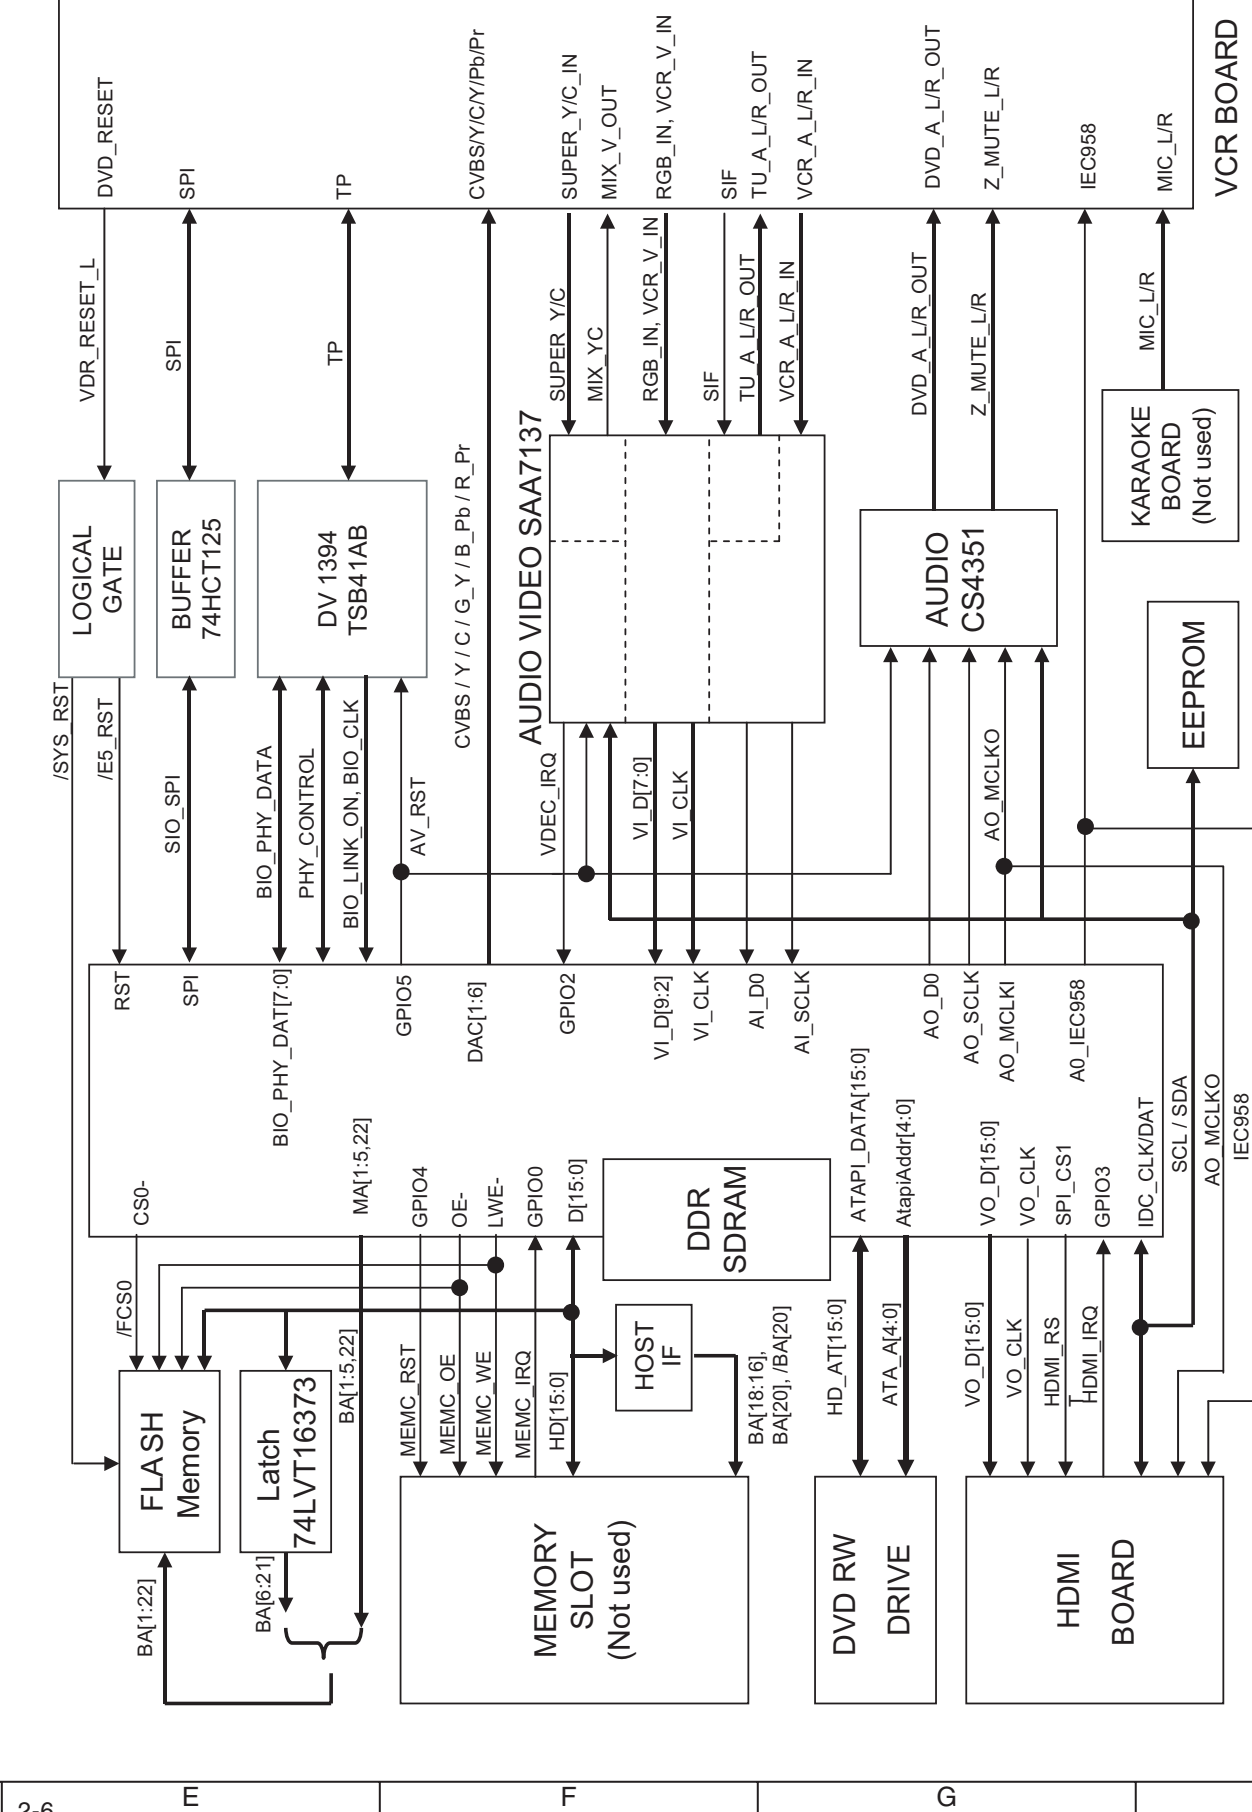 VCR BOARD
DVD_RESET
SPI
TP
CVBS/Y/C/Y/Pb/Pr
SUPER_Y/C_IN
MIX_V_OUT
RGB_IN, VCR_V_IN
SIF
TU_A_L/R_OUT
VCR_A_L/R_IN
DVD_A_L/R_OUT
Z_MUTE_L/R
IEC958
MIC_L/R
VDR_RESET_L
SPI
TP
SUPER_Y/C
MIX_YC
RGB_IN, VCR_V_IN
SIF
TU_A_L/R_OUT
VCR_A_L/R_IN
DVD_A_L/R_OUT
Z_MUTE_L/R
MIC_L/R
LOGICAL
GATE
BUFFER
74HCT125
DV 1394
TSB41AB
CVBS / Y / C / G_Y / B_Pb / R_Pr
AUDIO VIDEO SAA7137
AUDIO
CS4351
KARAOKE
BOARD
(Not used)
EEPROM
/SYS_RST
/E5_RST
SIO_SPI
BIO_PHY_DATA
PHY_CONTROL
BIO_LINK_ON, BIO_CLK
AV_RST
VDEC_IRQ
VI_D[7:0]
VI_CLK
AO_MCLKO
RST
SPI
BIO_PHY_DAT[7:0]
GPIO5
DAC[1:6]
GPIO2
VI_D[9:2]
VI_CLK
AI_D0
AI_SCLK
AO_D0
AO_SCLK
AO_MCLKI
A0_IEC958
SCL / SDA
AO_MCLKO
IEC958
CS0-
MA[1:5,22]
GPIO4
OE-
LWE-
GPIO0
D[15:0]
DDR
SDRAM
ATAPI_DATA[15:0]
AtapiAddr[4:0]
VO_D[15:0]
VO_CLK
SPI_CS1
GPIO3
IDC_CLK/DAT
/FCS0
BA[1:5,22]
MEMC_RST
MEMC_OE
MEMC_WE
MEMC_IRQ
HD[15:0]
HOST
IF
BA[18:16],
BA[20], /BA[20]
HD_AT[15:0]
ATA_A[4:0]
VO_D[15:0]
VO_CLK
HDMI_RS
T
HDMI_IRQ
FLASH
Memory
Latch
74LVT16373
BA[1:22]
BA[6:21]
MEMORY
SLOT
(Not used)
DVD RW
DRIVE
HDMI
BOARD
2-6
E
F
G